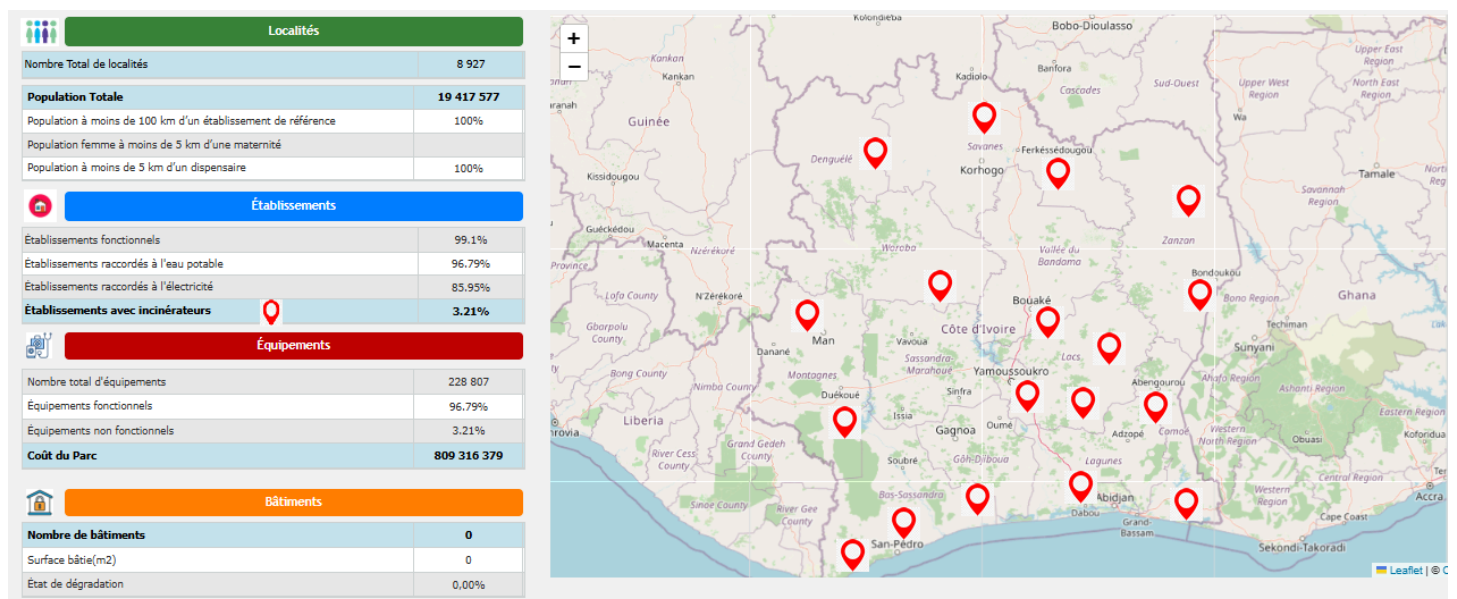 Localités
Nombre Total de localités 8 927
Population Totale 19 417 577
Population à moins de 100 km d'un établissement de référence 100%
Population femme à moins de 5 km d'une maternité
Population à moins de 5 km d'un dispensaire 100%
Établissements
Établissements fonctionnels 99.1%
Établissements raccordés à l'eau potable 96.79%
Établissements raccordés à l'électricité 85.95%
Établissements avec incinérateurs 3.21%
Équipements
Nombre total d'équipements 228 807
Équipements fonctionnels 96.79%
Équipements non fonctionnels 3.21%
Coût du Parc 809 316 379
Bâtiments
Nombre de bâtiments 0
Surface bâtie(m2) 0
État de dégradation 0,00%
+
−
Kolondieba
Bobo-Dioulasso
Kankan
Kankan
Kadiolo
Banfora
Cascades
Sud-Ouest
Upper West
Region
Upper East
Region
North East
Region
Guinée
Wa
Denguélé
Savanes
Ferkéssédougou
Korhogo
Kissidougou
Tamale
Savannah
Region
Guéckédou
Macenta
Nzérékoré
Woroba
Vallée du
Bandama
Zanzan
Province
Bondoukou
Lofa County
N'Zérékoré
Bouaké
Bono Region
Ghana
Gbarpolu
County
Man
Côte d'Ivoire
Techiman
Danané
Vavoua
Lacs
Sunyani
Bong County
Montagnes
Sassandra-
Marahoué
Yamoussoukro
Nimba County
Duékoué
Sinfra
Abengourou
Ahafo Region
Ashanti Region
Liberia
Issia
Gagnoa
Oumé
Adzopé
Comoé
Western
North Region
Obuasi
Eastern Region
Koforidua
Grand Gedeh
County
River Cess
County
Soubré
Gôh-Djiboua
Lagunes
Central Region
Sinoe County
River Gee
County
Bas-Sassandra
Abidjan
Dabou
Grand-
Bassam
Western
Region
Accra
Cape Coast
San-Pédro
Sekondi-Takoradi
Leaflet | ©